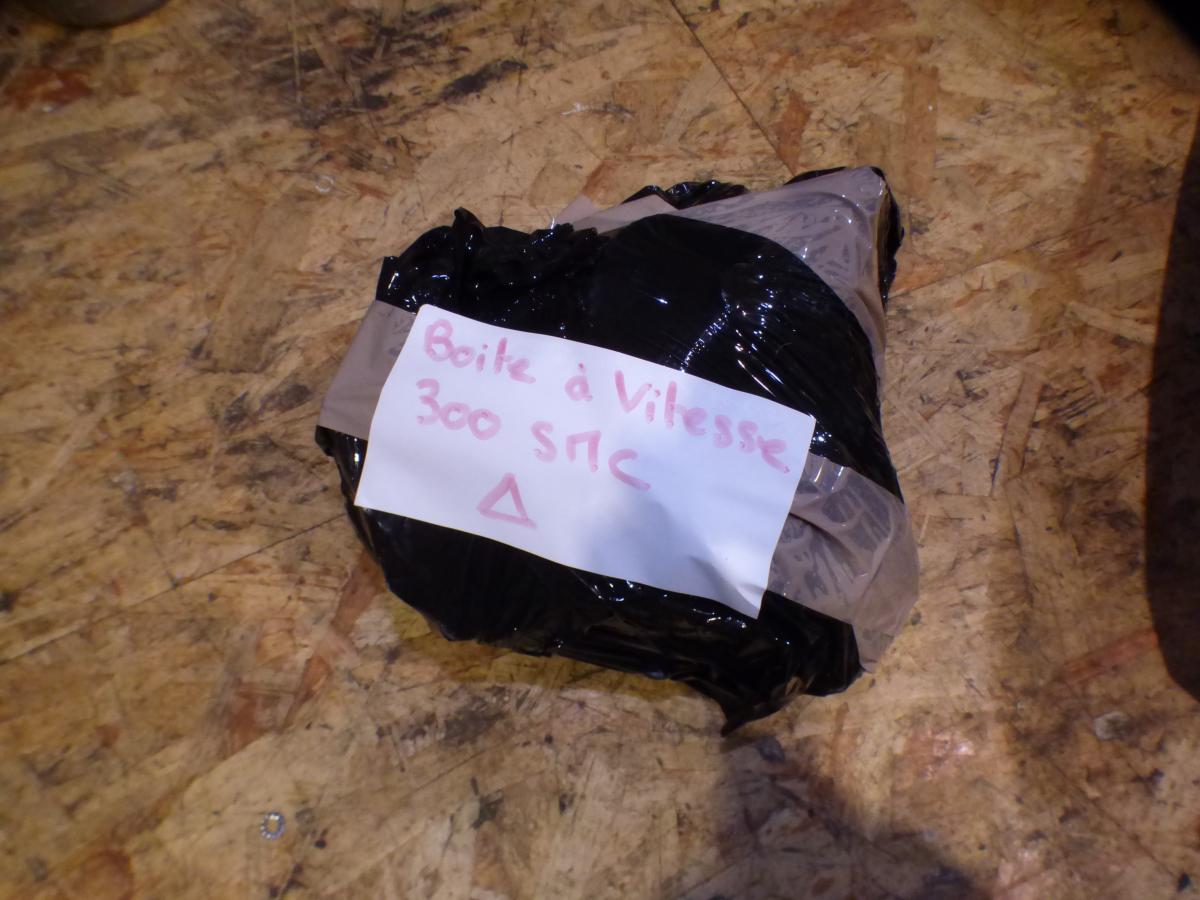 Boite à Vitesse
300 SMC
Δ